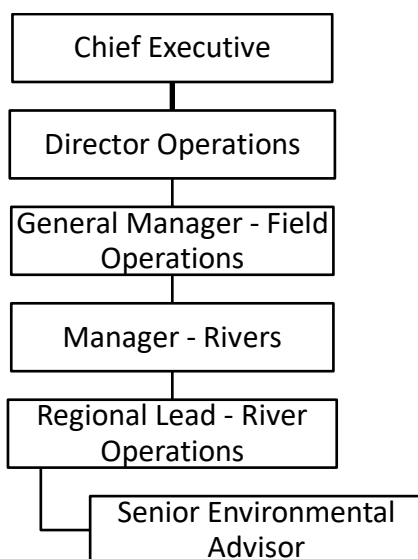 Chief Executive
Director Operations
General Manager - Field
Operations
Manager - Rivers
Regional Lead - River
Operations
Senior Environmental
Advisor